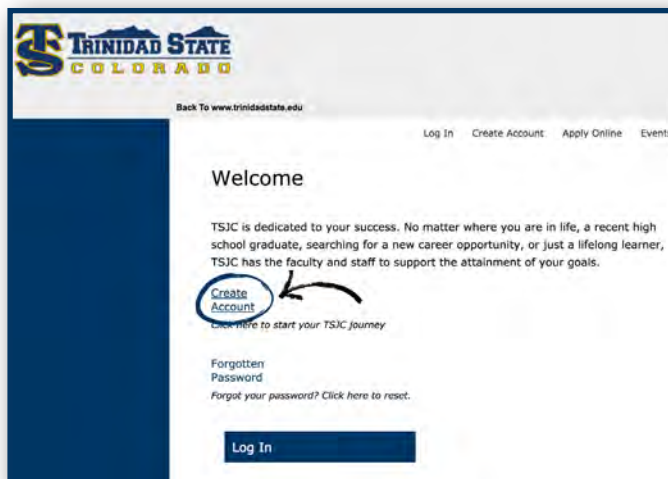 TS TRINIDAD STATE
COLORADO
Back To www.trinidadstate.edu
Log In Create Account Apply Online Event
Welcome
TSJC is dedicated to your success. No matter where you are in life, a recent high
school graduate, searching for a new career opportunity, or just a lifelong learner,
TSJC has the faculty and staff to support the attainment of your goals.
Create
Account
Click here to start your TSJC journey
Forgotten
Password
Forgot your password? Click here to reset.
Log In